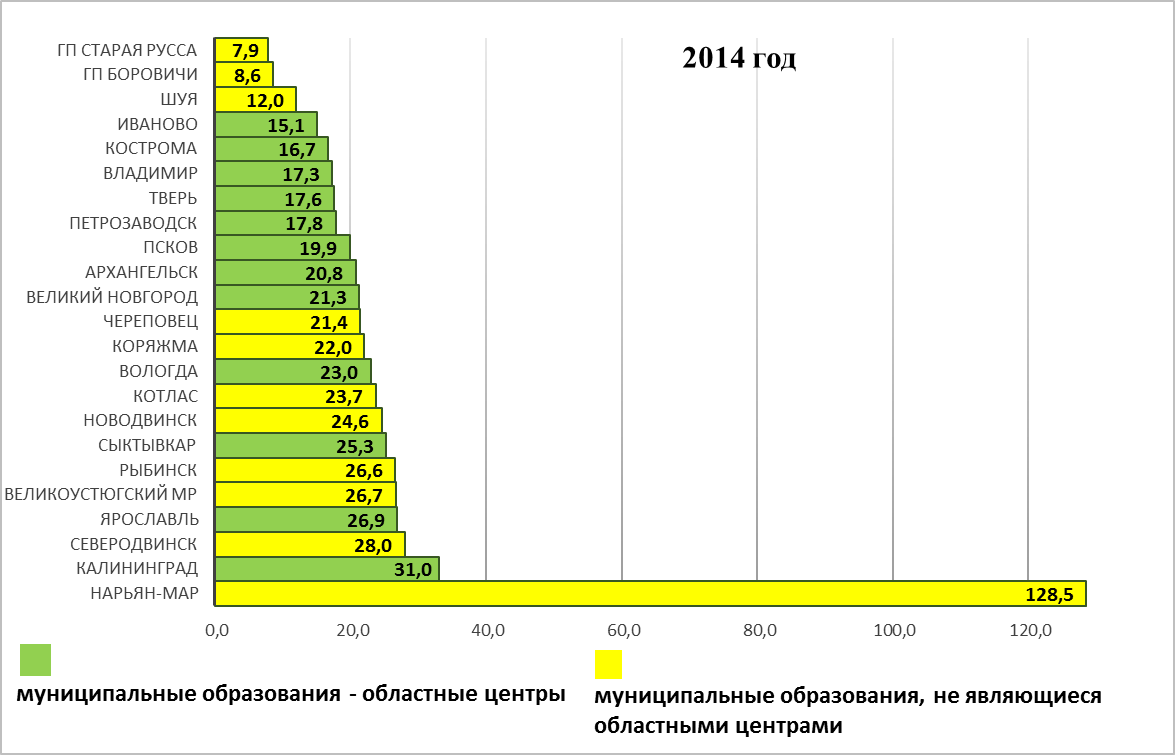 2014 год
ГП СТАРАЯ РУССА 7,9
ГП БОРОВИЧИ 8,6
ШУЯ 12,0
ИВАНОВО 15,1
КОСТРОМА 16,7
ВЛАДИМИР 17,3
ТВЕРЬ 17,6
ПЕТРОЗАВОДСК 17,8
ПСКОВ 19,9
АРХАНГЕЛЬСК 20,8
ВЕЛИКИЙ НОВГОРОД 21,3
ЧЕРЕПОВЕЦ 21,4
КОРЯЖМА 22,0
ВОЛОГДА 23,0
КОТЛАС 23,7
НОВОДВИНСК 24,6
СЫКТЫВКАР 25,3
РЫБИНСК 26,6
ВЕЛИКОУСТЮГСКИЙ МР 26,7
ЯРОСЛАВЛЬ 26,9
СЕВЕРОДВИНСК 28,0
КАЛИНИНГРАД 31,0
НАРЬЯН-МАР 128,5
0,0 20,0 40,0 60,0 80,0 100,0 120,0
муниципальные образования - областные центры
муниципальные образования, не являющиеся
областными центрами